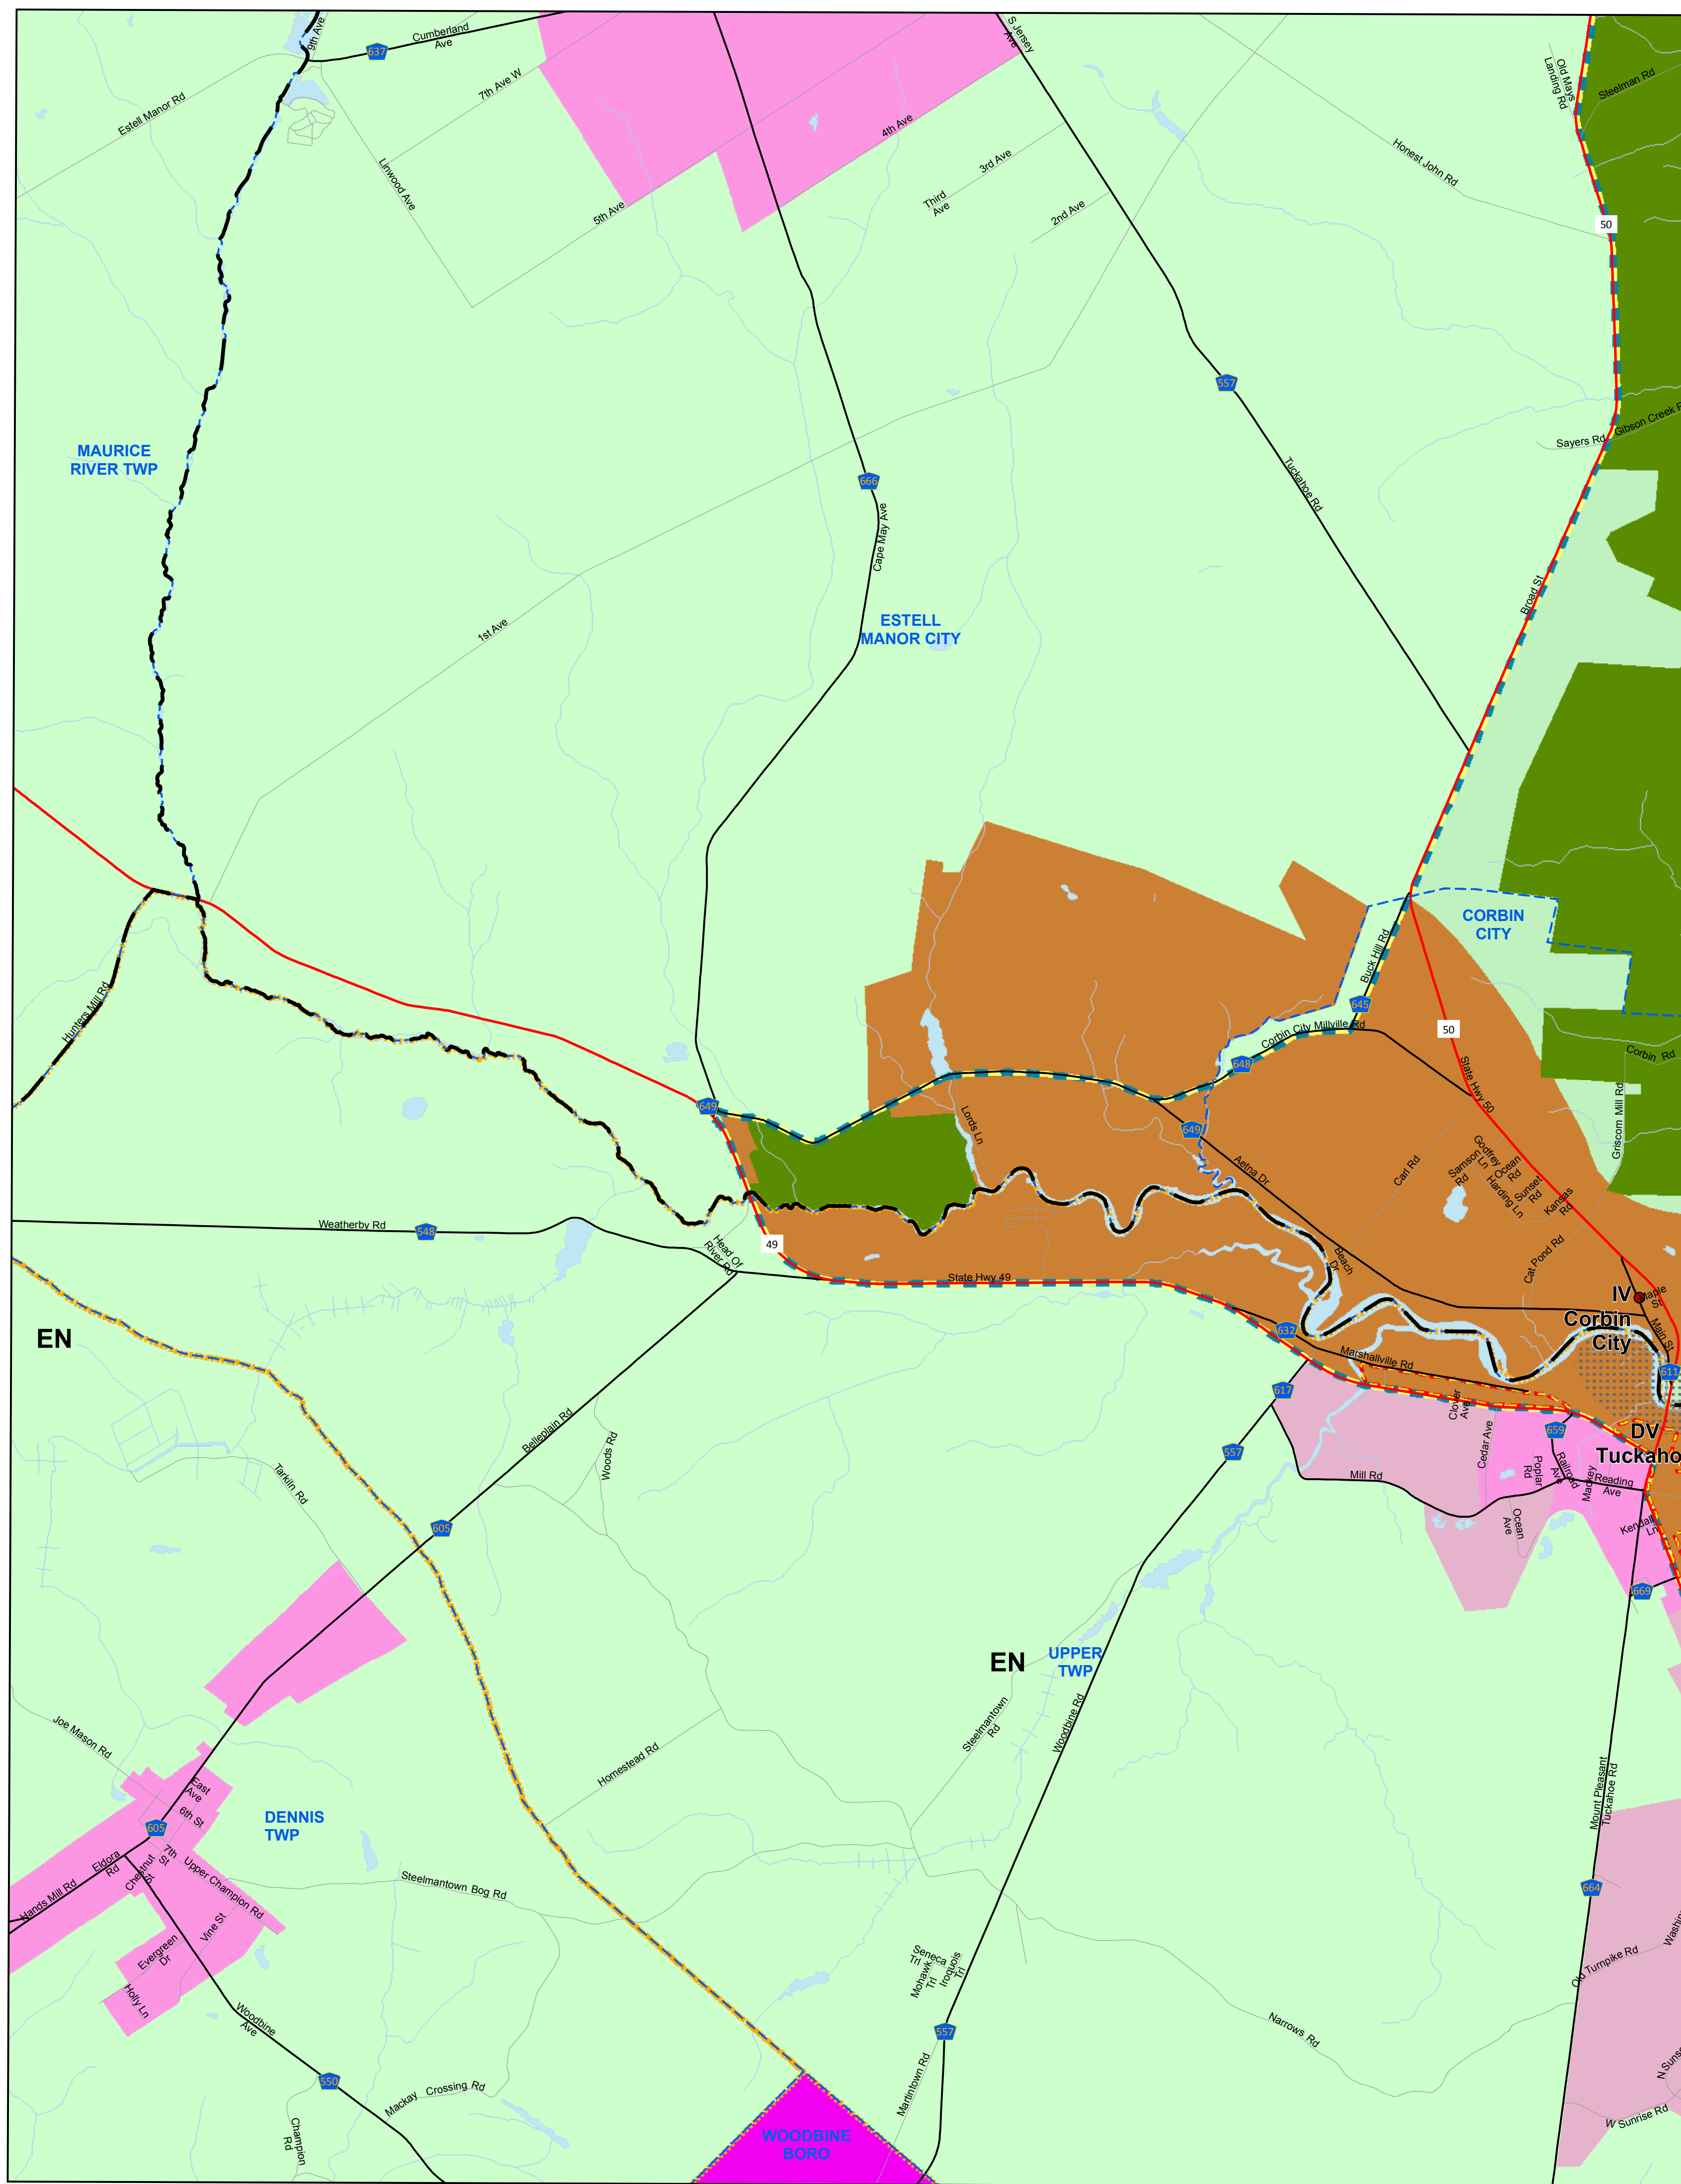 9th Ave
637
Cumberland
Ave
S Jersey
Ave
Old Mays
Landing Rd
Steelman Rd
Estell Manor Rd
7th Ave W
4th Ave
Linwood Ave
3rd Ave
Third
Ave
2nd Ave
5th Ave
Honest John Rd
50
557
Sayers Rd
Gibson Creek R
MAURICE
RIVER TWP
666
Cape May Ave
Tuckahoe Rd
Broad St
1st Ave
ESTELL
MANOR CITY
CORBIN
CITY
Buck Hill Rd
645
Corbin City Millville Rd
648
50
Corbin Rd
State Hwy 50
Griscom Mill Rd
Hunters Mill Rd
649
Lords Ln
649
Aetna Dr
Carl Rd
Samson
Rd
Godfrey
Ln
Ocean
Rd
Harding Ln
Sunset
Rd
Kansas
Rd
Weatherby Rd
548
Head Of
River Rd
49
State Hwy 49
Beach
Dr
Cat Pond Rd
IV
Corbin
City
Maple
St
Main St
EN
632
Marshallville Rd
611
617
Clover
Ave
Cedar Ave
659
DV
Tuckaho
Belleplain Rd
Woods Rd
557
Mill Rd
Poplar
Rd
Railroad
Ave
Mackey
Reading
Ave
Tarkiln Rd
605
Ocean
Ave
Kendall
Ln
669
EN
UPPER
TWP
Steelmantown
Rd
Woodbine Rd
Joe Mason Rd
Homestead Rd
Mount Pleasant
Tuckahoe Rd
East
Ave
6th St
605
DENNIS
TWP
7th
St
Eldora
Rd
Chestnut
St
Upper Champion Rd
Hands Mill Rd
Steelmantown Bog Rd
664
Vine St
Evergreen
Dr
Holly Ln
Seneca
Trl
Mohawk
Trl
Iroquois
Trl
Old Turnpike Rd
Washin
Woodbine
Ave
557
Narrows Rd
550
Mackay Crossing Rd
Martintown Rd
N Suns
W Sunrise Rd
Champion
Rd
WOODBINE
BORO